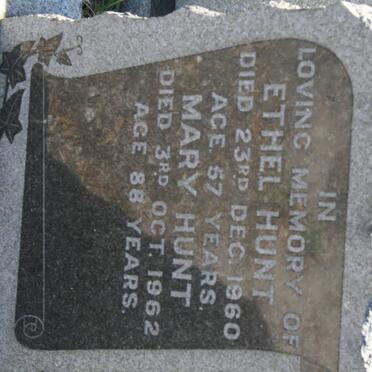 IN
LOVING MEMORY OF
ETHEL HUNT
DIED 23RD DEC. 1960
AGE 57 YEARS.
MARY HUNT
DIED 3RD OCT. 1962
AGE 88 YEARS.